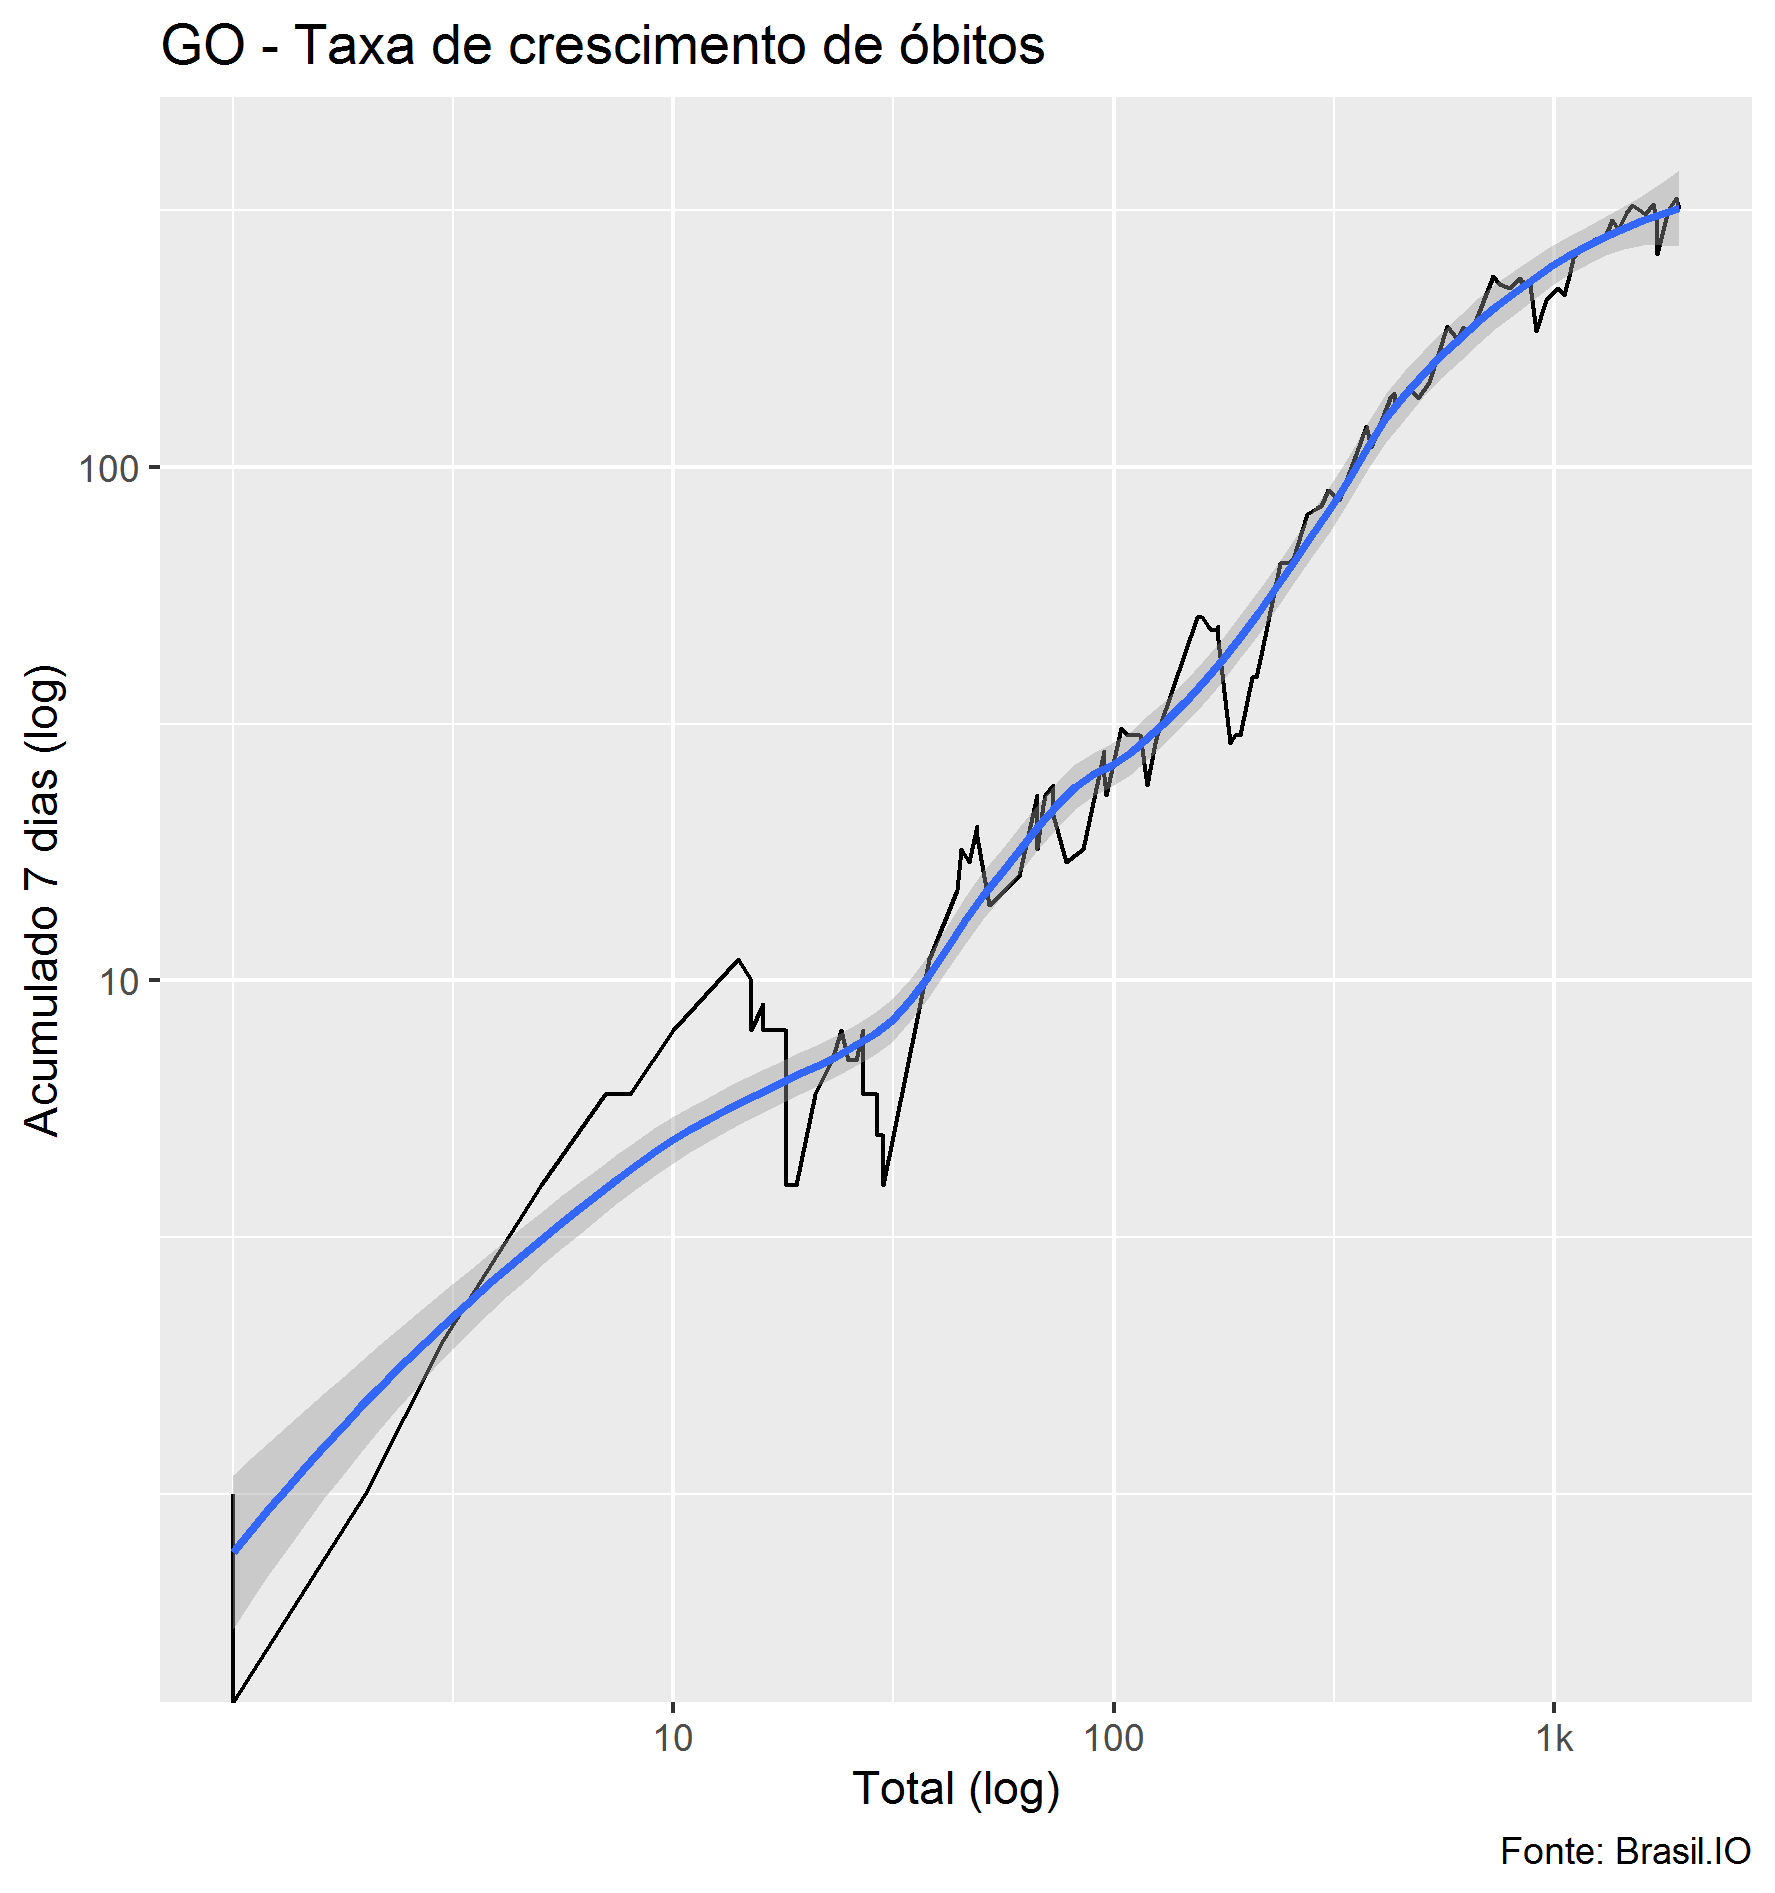 GO - Taxa de crescimento de óbitos
Acumulado 7 dias (log)
100
10
10
100
1k
Total (log)
Fonte: Brasil.IO